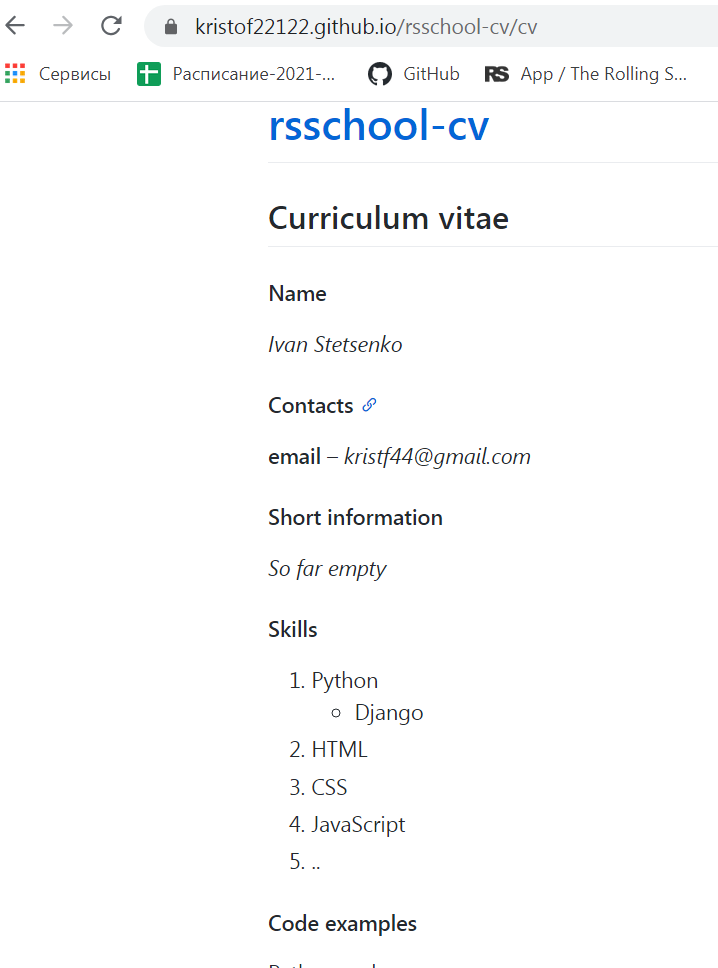 kristof22122.github.io/rsschool-cv/cv
Сервисы Расписание-2021-... GitHub RS App / The Rolling S...
rsschool-cv
Curriculum vitae
Name
Ivan Stetsenko
Contacts
email – kristf44@gmail.com
Short information
So far empty
Skills
1. Python
○ Django
2. HTML
3. CSS
4. JavaScript
5. ..
Code examples